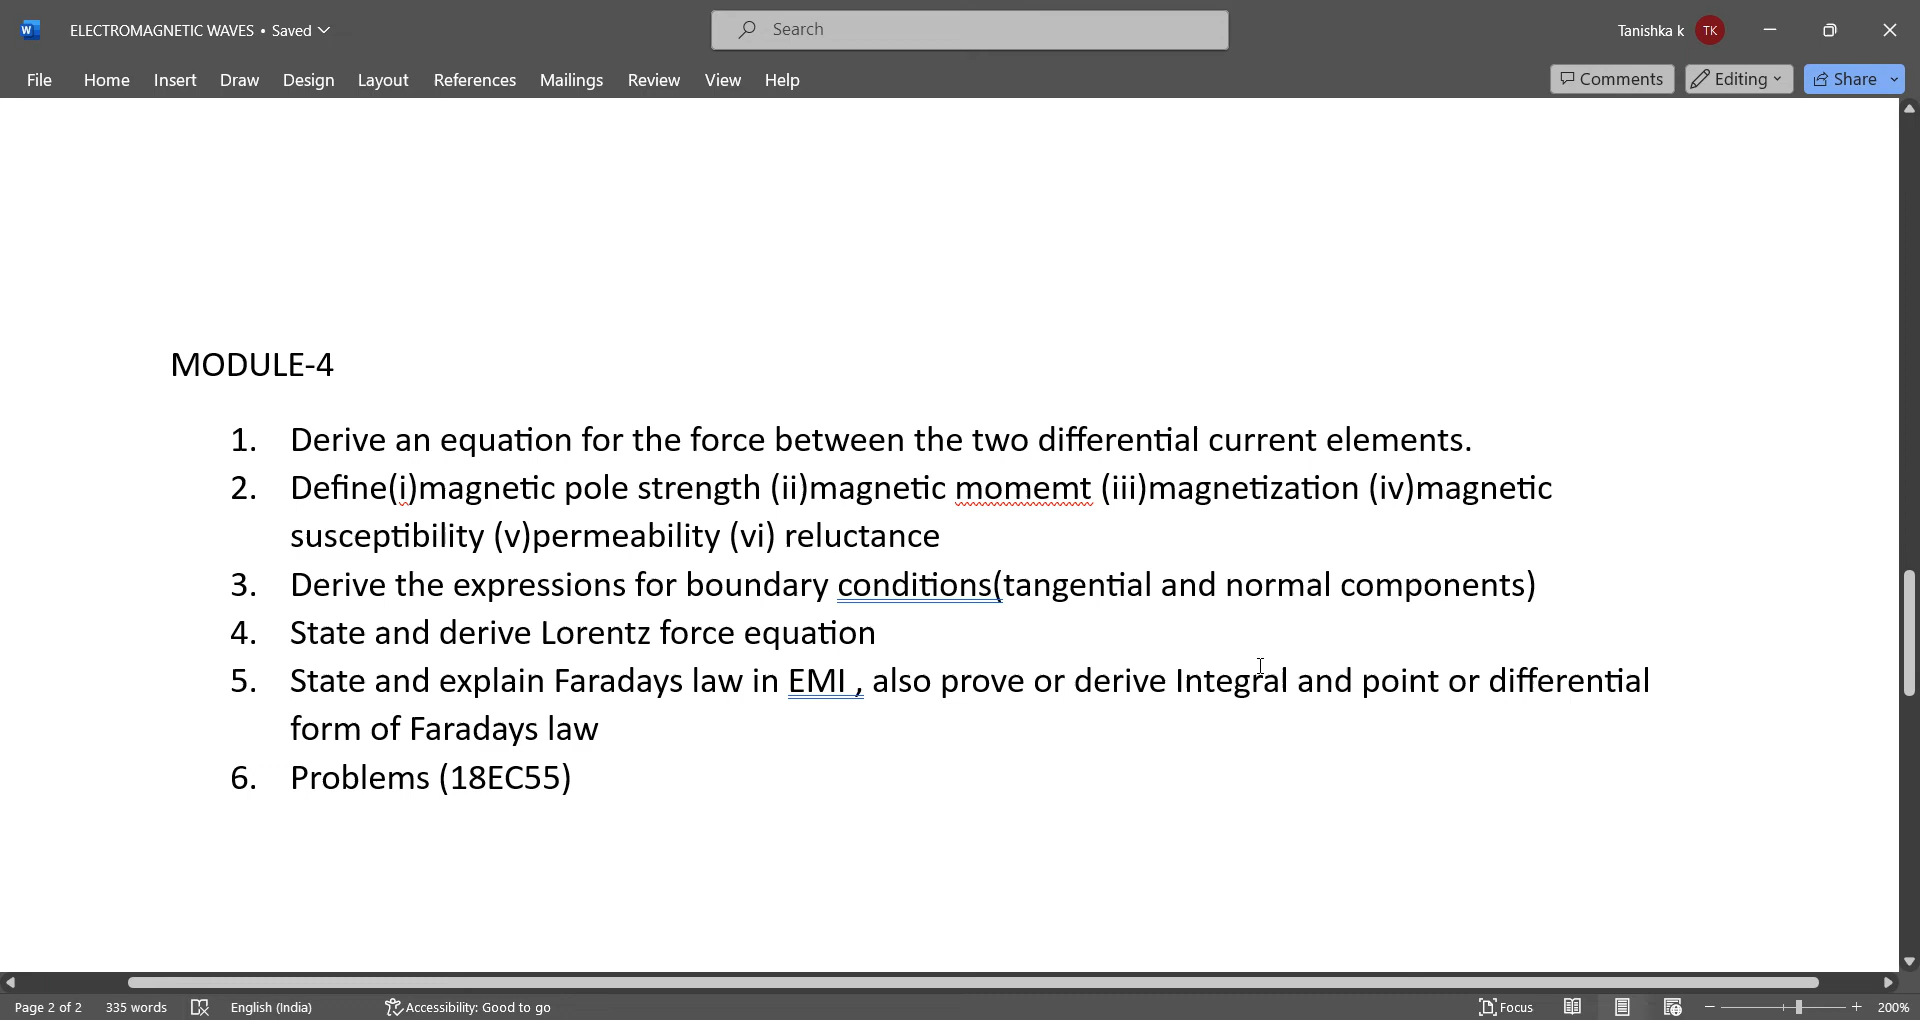 ELECTROMAGNETIC WAVES • Saved
Search
Tanishka k TK
File Home Insert Draw Design Layout References Mailings Review View Help
Comments Editing Share
MODULE-4
1. Derive an equation for the force between the two differential current elements.
2. Define(i)magnetic pole strength (ii)magnetic momemt (iii)magnetization (iv)magnetic
susceptibility (v)permeability (vi) reluctance
3. Derive the expressions for boundary conditions(tangential and normal components)
4. State and derive Lorentz force equation
5. State and explain Faradays law in EMI , also prove or derive Integral and point or differential
form of Faradays law
6. Problems (18EC55)
Page 2 of 2 335 words English (India) Accessibility: Good to go Focus 200%